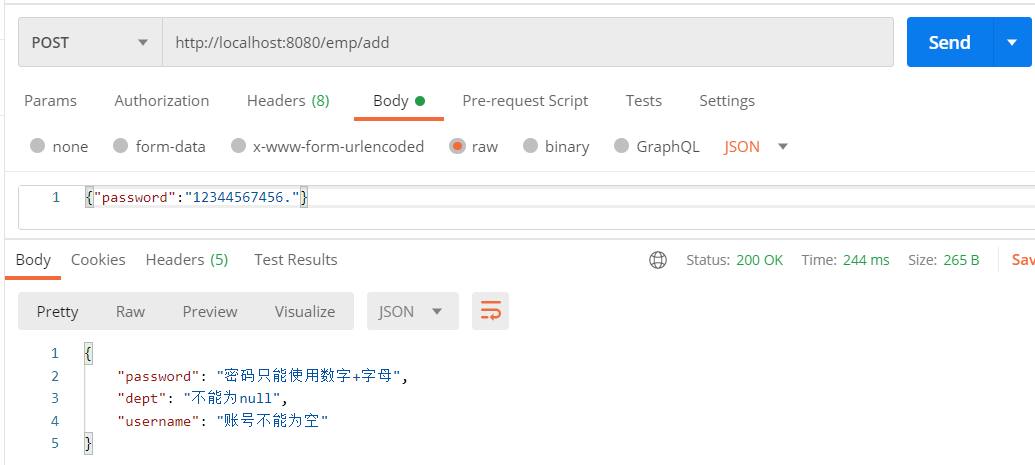 POST http://localhost:8080/emp/add Send
Params Authorization Headers (8) Body Pre-request Script Tests Settings
none form-data x-www-form-urlencoded raw binary GraphQL JSON
1 {"password":"12344567456."}
Body Cookies Headers (5) Test Results Status: 200 OK Time: 244 ms Size: 265 B Sav
Pretty Raw Preview Visualize JSON
1 {
2 "password": "密码只能使用数字+字母",
3 "dept": "不能为null",
4 "username": "账号不能为空"
5 }